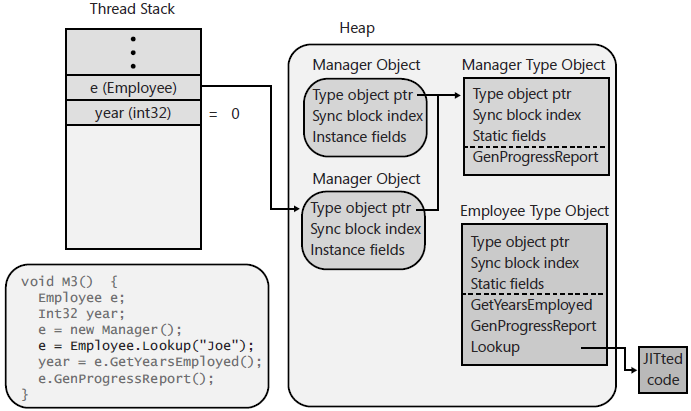 Thread Stack
e (Employee)
year (int32)
= 0
Heap
Manager Object
Type object ptr
Sync block index
Instance fields
Manager Object
Type object ptr
Sync block index
Instance fields
Manager Type Object
Type object ptr
Sync block index
Static fields
GenProgressReport
Employee Type Object
Type object ptr
Sync block index
Static fields
GetYearsEmployed
GenProgressReport
Lookup
JITted
code
void M3() {
Employee e;
Int32 year;
e = new Manager();
e = Employee.Lookup("Joe");
year = e.GetYearsEmployed();
e.GenProgressReport();
}